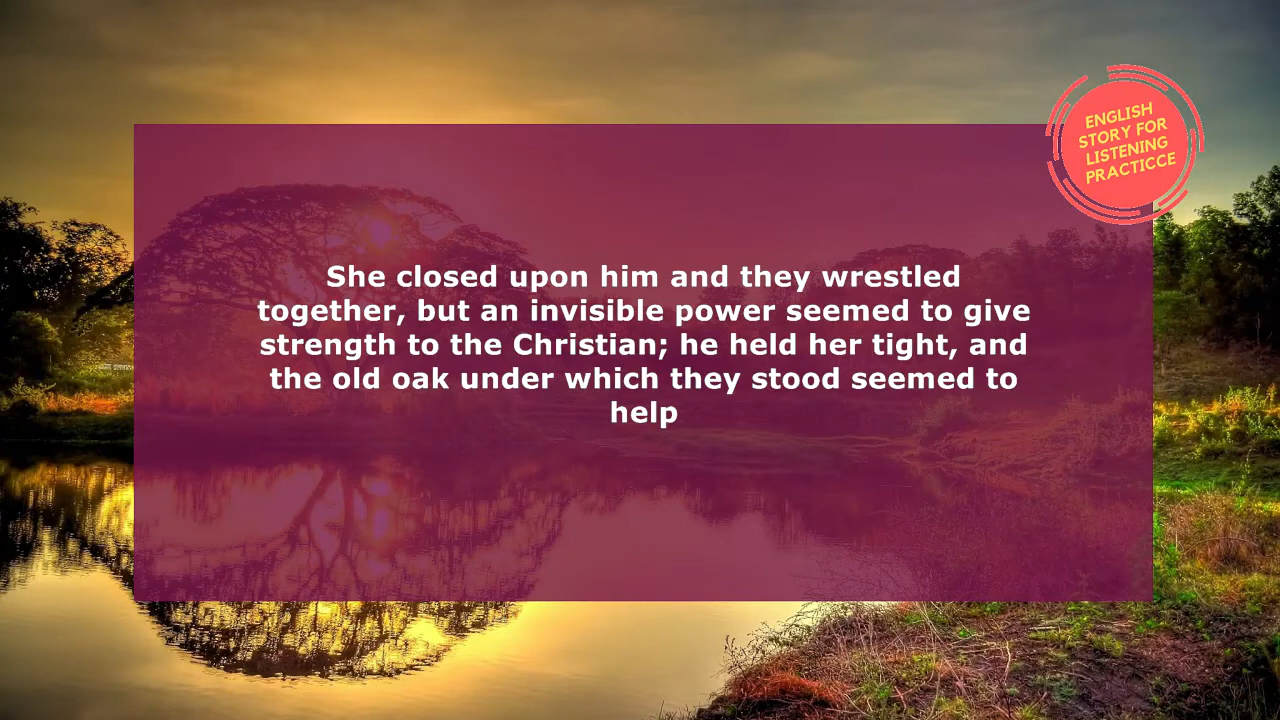 ENGLISH
STORY FOR
LISTENING
PRACTICCE
She closed upon him and they wrestled
together, but an invisible power seemed to give
strength to the Christian; he held her tight, and
the old oak under which they stood seemed to
help